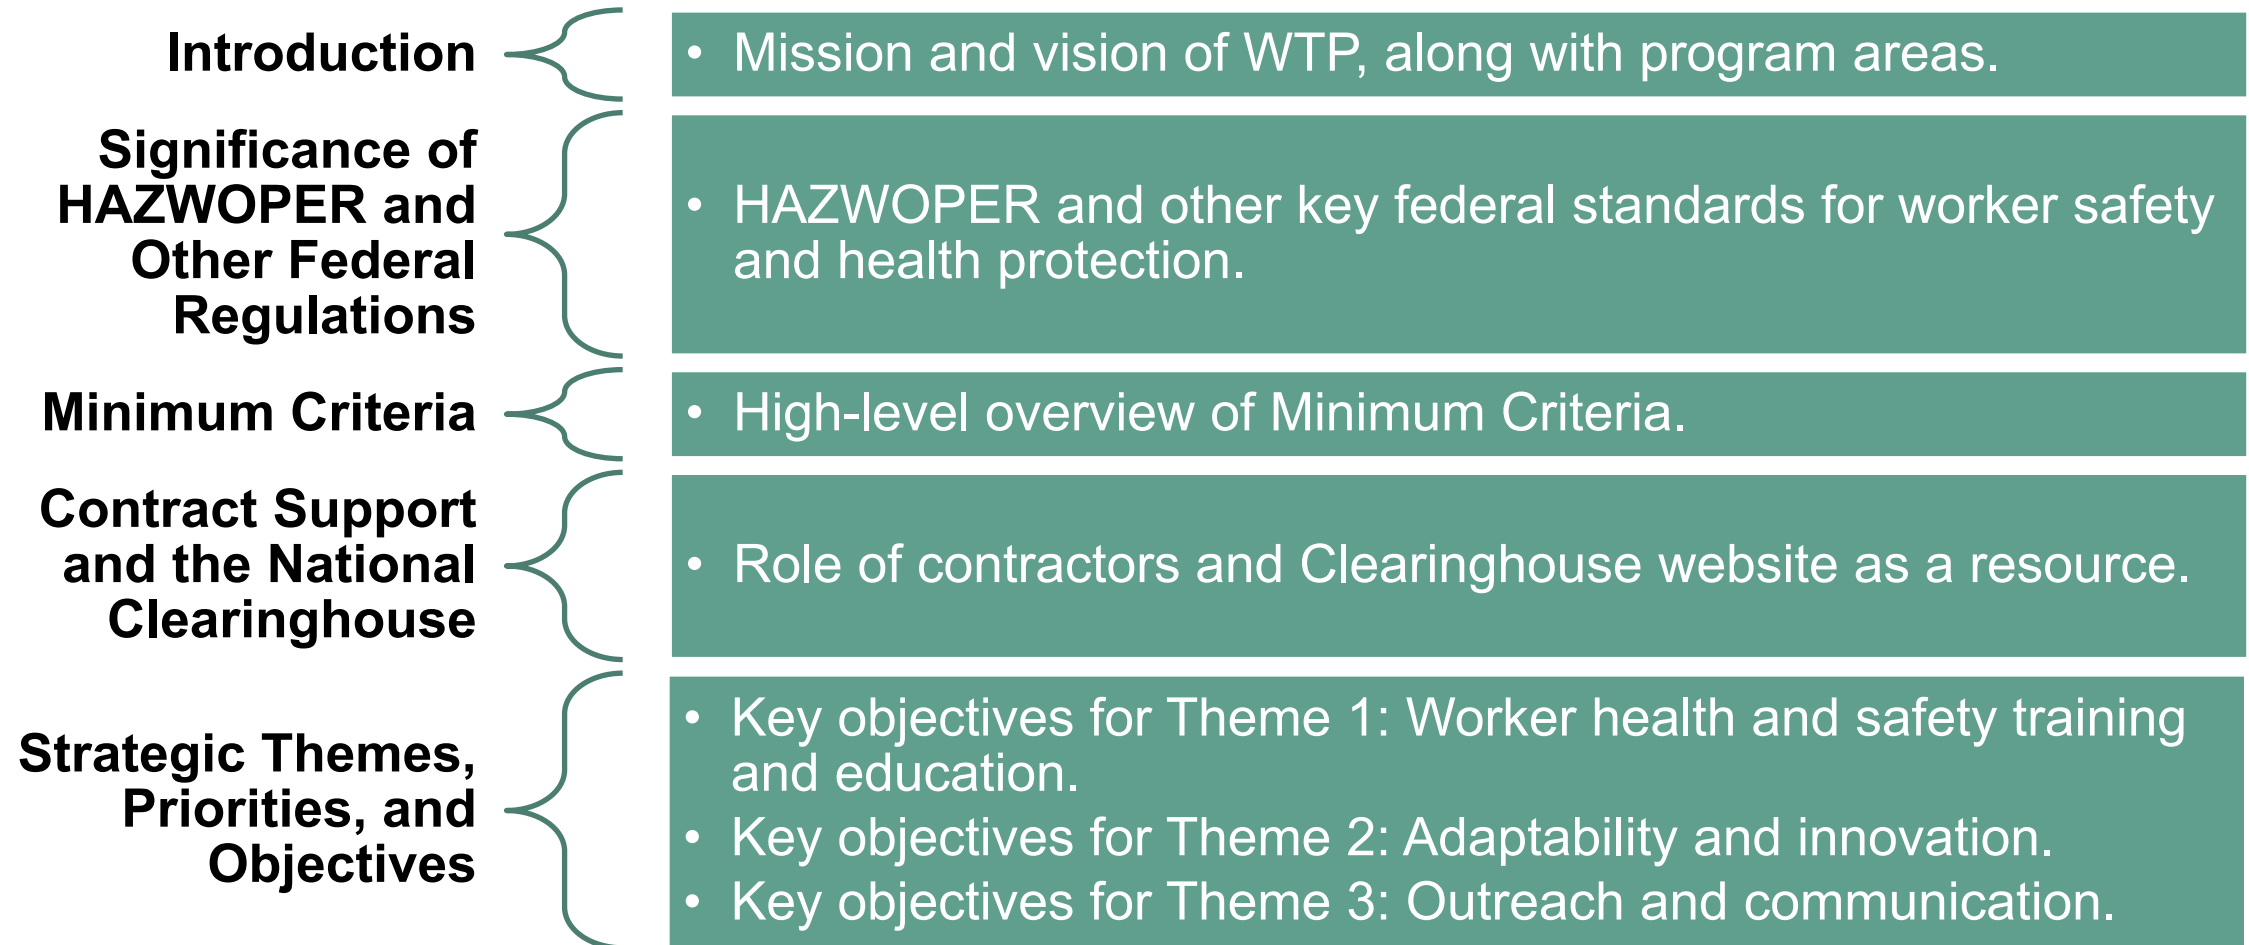 Introduction
• Mission and vision of WTP, along with program areas.
Significance of
HAZWOPER and
Other Federal
Regulations
• HAZWOPER and other key federal standards for worker safety
and health protection.
Minimum Criteria
• High-level overview of Minimum Criteria.
Contract Support
and the National
Clearinghouse
• Role of contractors and Clearinghouse website as a resource.
Strategic Themes,
Priorities, and
Objectives
• Key objectives for Theme 1: Worker health and safety training
and education.
• Key objectives for Theme 2: Adaptability and innovation.
• Key objectives for Theme 3: Outreach and communication.